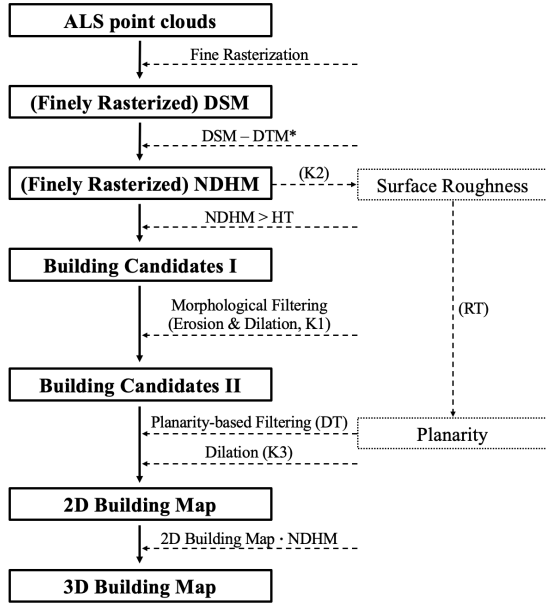 ALS point clouds
Fine Rasterization
(Finely Rasterized) DSM
DSM – DTM*
(Finely Rasterized) NDHM
(K2)
Surface Roughness
NDHM > HT
Building Candidates I
Morphological Filtering
(Erosion & Dilation, K1)
(RT)
Building Candidates II
Planarity-based Filtering (DT)
Planarity
Dilation (K3)
2D Building Map
2D Building Map · NDHM
3D Building Map